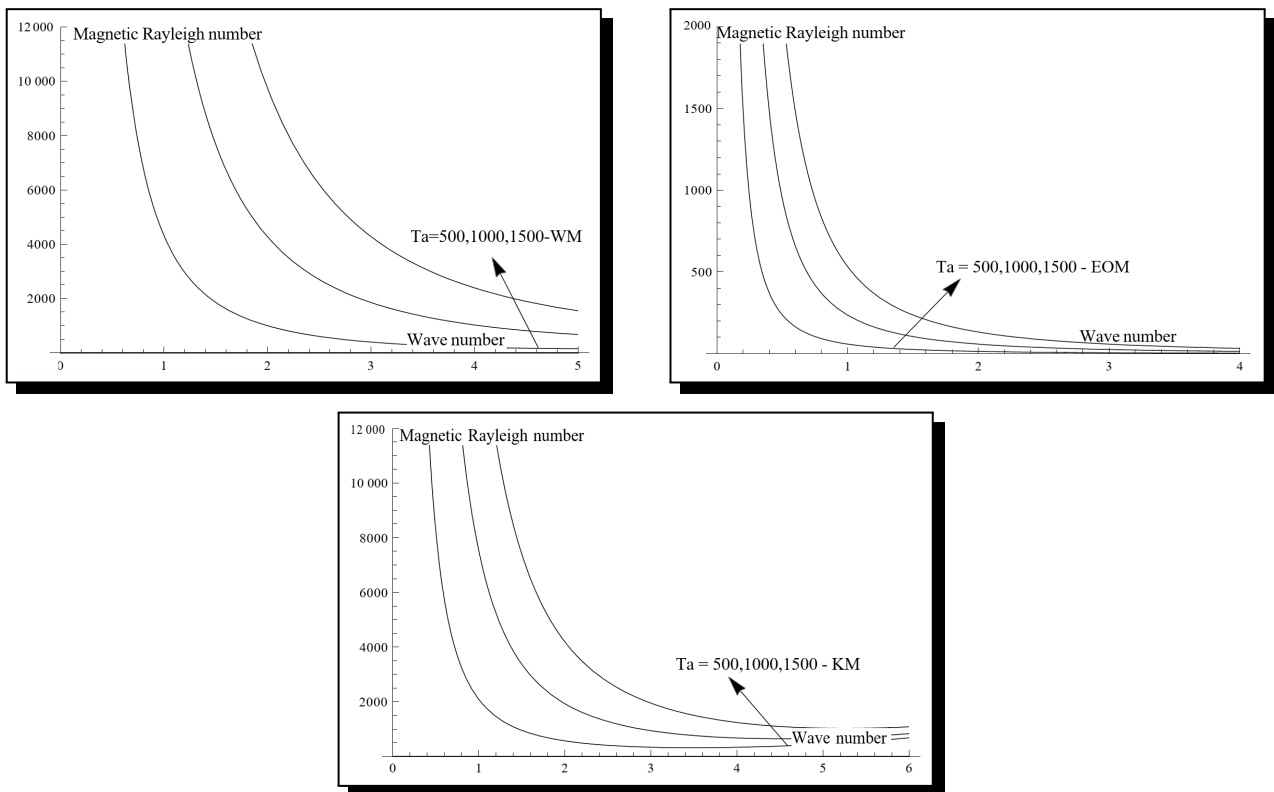 12 000
Magnetic Rayleigh number
10 000
8000
6000
4000
2000
Ta=500,1000,1500-WM
Wave number
0 1 2 3 4 5
2000
Magnetic Rayleigh number
1500
1000
500
Ta = 500,1000,1500 - EOM
Wave number
0 1 2 3 4
12 000
Magnetic Rayleigh number
10 000
8000
6000
4000
2000
Ta = 500,1000,1500 - KM
Wave number
0 1 2 3 4 5 6